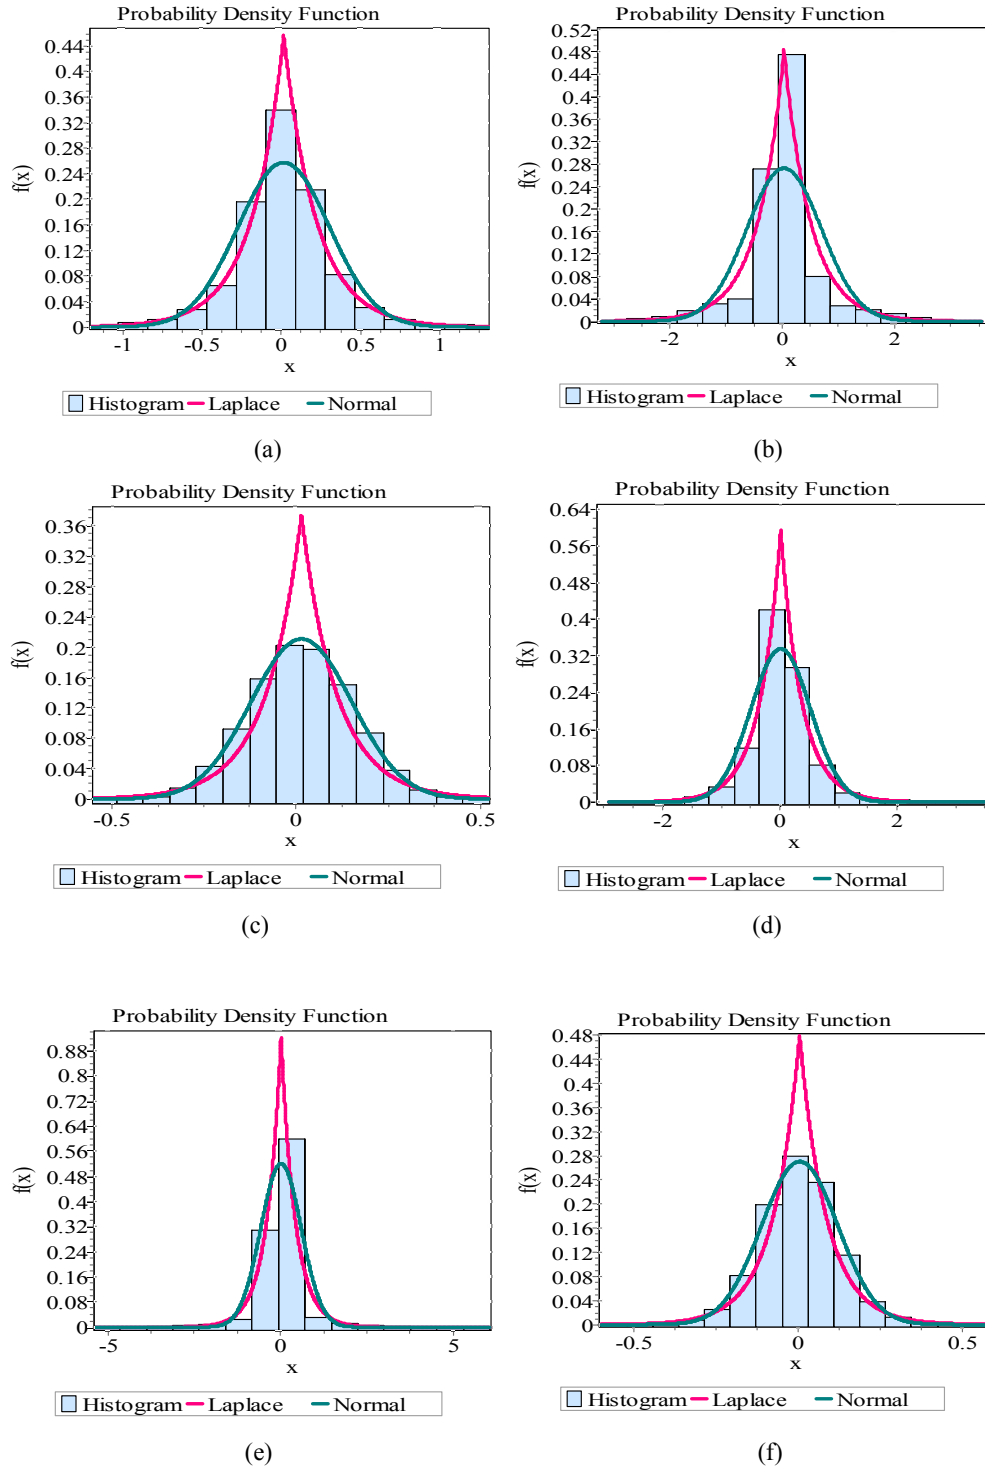 Probability Density Function
0.44
0.4
0.36
0.32
0.28
0.24
0.2
0.16
0.12
0.08
0.04
0
f(x)
-1 -0.5 0 0.5 1
x
Histogram Laplace Normal
(a)
Probability Density Function
0.52
0.48
0.44
0.4
0.36
0.32
0.28
0.24
0.2
0.16
0.12
0.08
0.04
0
f(x)
-2 0 2
x
Histogram Laplace Normal
(b)
Probability Density Function
0.36
0.32
0.28
0.24
0.2
0.16
0.12
0.08
0.04
0
f(x)
-0.5 0 0.5
x
Histogram Laplace Normal
(c)
Probability Density Function
0.64
0.56
0.48
0.4
0.32
0.24
0.16
0.08
0
f(x)
-2 0 2
x
Histogram Laplace Normal
(d)
Probability Density Function
0.88
0.8
0.72
0.64
0.56
0.48
0.4
0.32
0.24
0.16
0.08
0
f(x)
-5 0 5
x
Histogram Laplace Normal
(e)
Probability Density Function
0.48
0.44
0.4
0.36
0.32
0.28
0.24
0.2
0.16
0.12
0.08
0.04
0
f(x)
-0.5 0 0.5
x
Histogram Laplace Normal
(f)